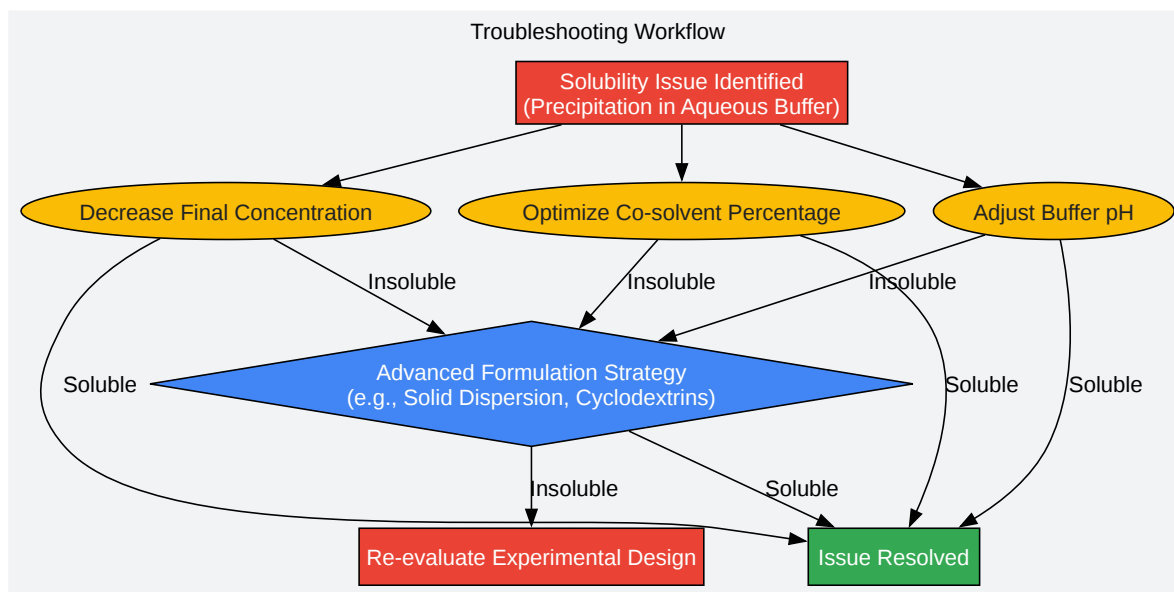 Troubleshooting Workflow
Solubility Issue Identified
(Precipitation in Aqueous Buffer)
Decrease Final Concentration
Optimize Co-solvent Percentage
Adjust Buffer pH
Insoluble
Insoluble
Insoluble
Soluble
Advanced Formulation Strategy
(e.g., Solid Dispersion, Cyclodextrins)
Soluble
Soluble
Insoluble
Soluble
Re-evaluate Experimental Design
Issue Resolved